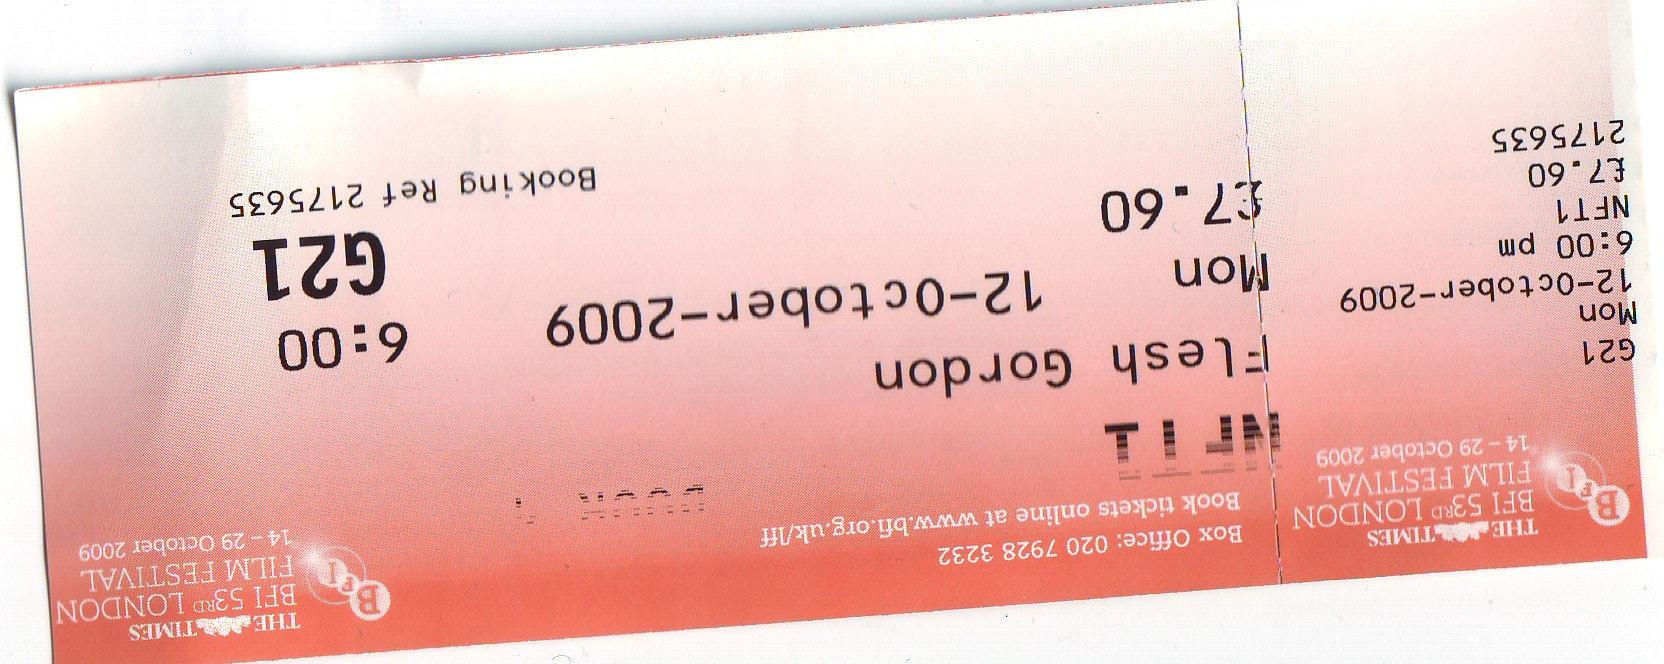 THE TIMES
BFI 53RD LONDON
FILM FESTIVAL
14 – 29 October 2009
BFI
G21
Mon
12-October-2009
6:00 pm
NFT1
£7.60
2175635
Box Office: 020 7928 3232
Book tickets online at www.bfi.org.uk/lff
NFT1
Flesh Gordon
Mon 12-October-2009 6:00
£7.60 G21
Booking Ref 2175635
THE TIMES
BFI 53RD LONDON
FILM FESTIVAL
14 – 29 October 2009
BFI